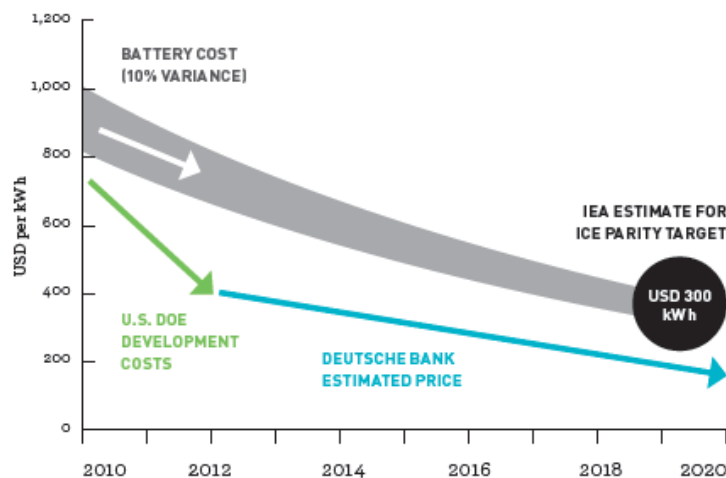 1,200
BATTERY COST
(10% VARIANCE)
1,000
800
600
400
200
0
USD per kWh
IEA ESTIMATE FOR
ICE PARITY TARGET
USD 300
kWh
U.S. DOE
DEVELOPMENT
COSTS
DEUTSCHE BANK
ESTIMATED PRICE
2010 2012 2014 2016 2018 2020